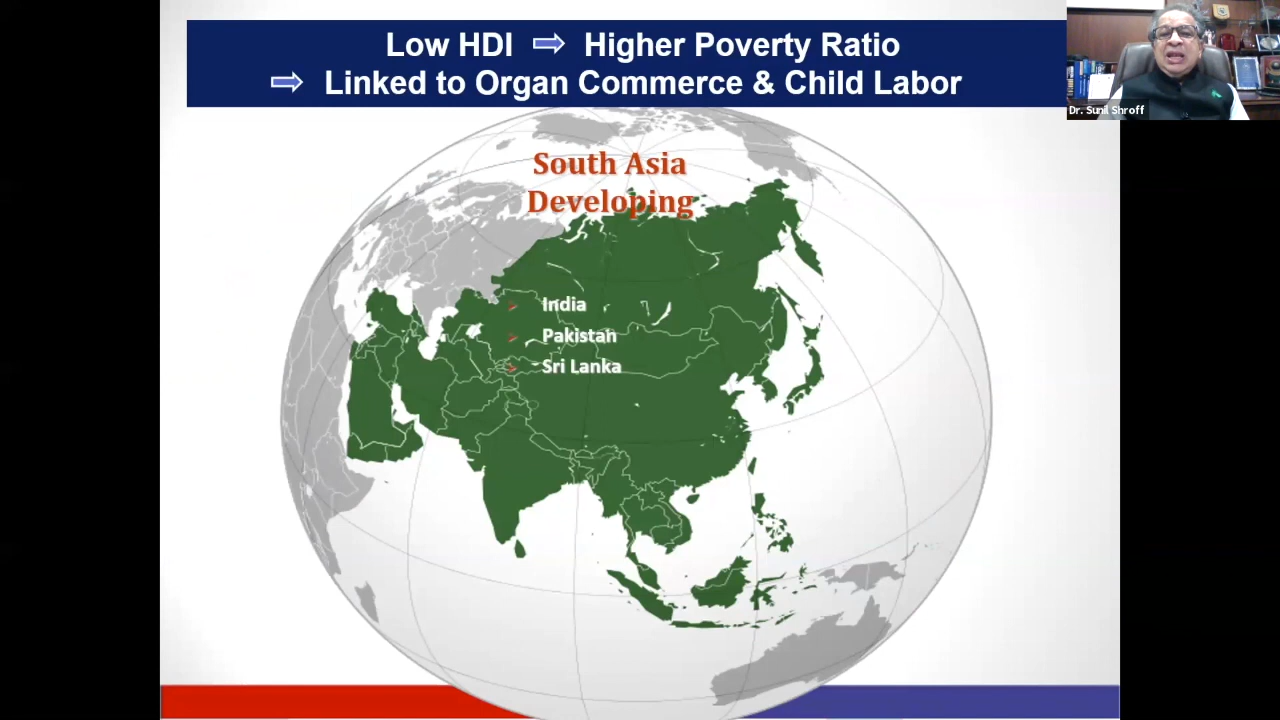 Low HDI ⇨ Higher Poverty Ratio
⇨ Linked to Organ Commerce & Child Labor
Dr. Sunil Shroff
South Asia
Developing
➢ India
➢ Pakistan
➢ Sri Lanka